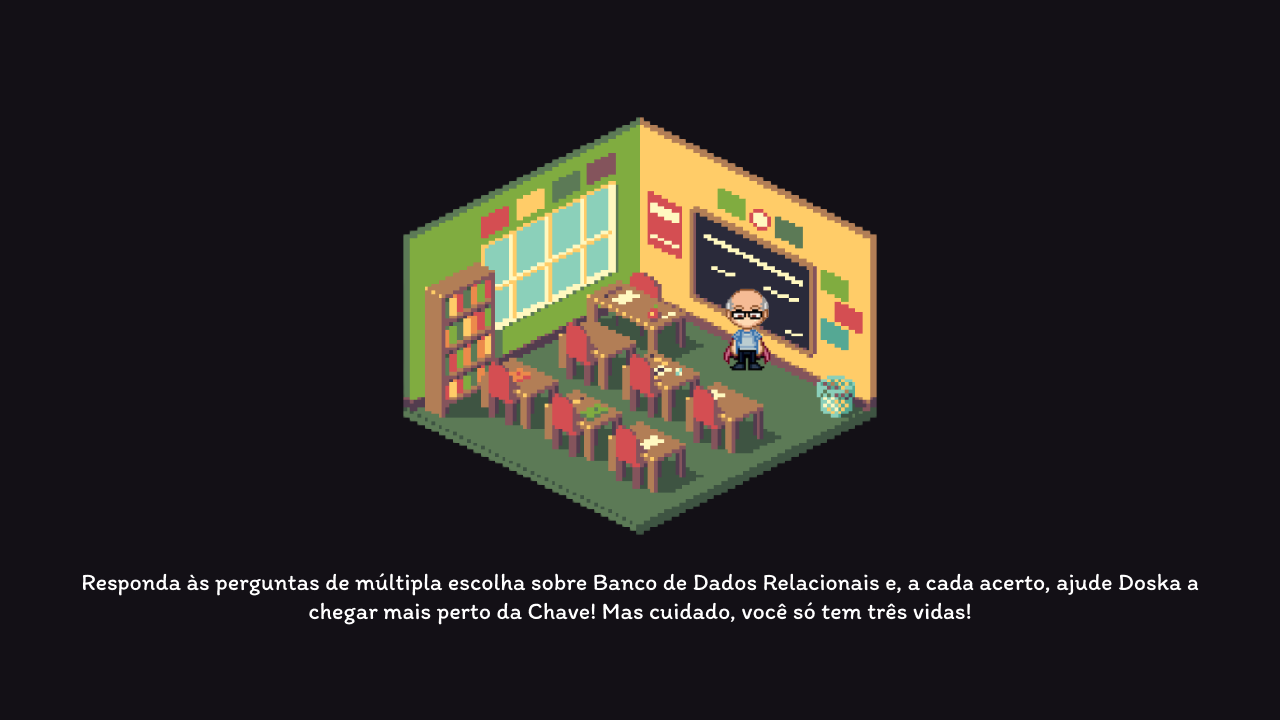 Responda às perguntas de múltipla escolha sobre Banco de Dados Relacionais e, a cada acerto, ajude Doska a
chegar mais perto da Chave! Mas cuidado, você só tem três vidas!